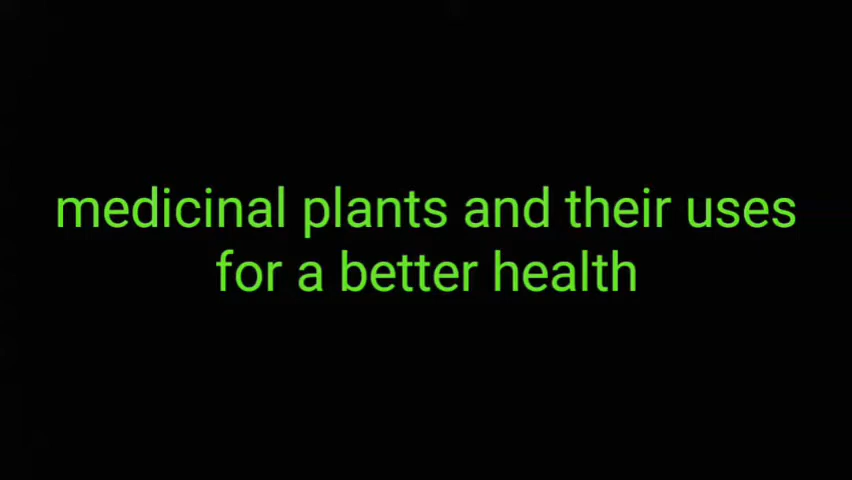 medicinal plants and their uses
for a better health